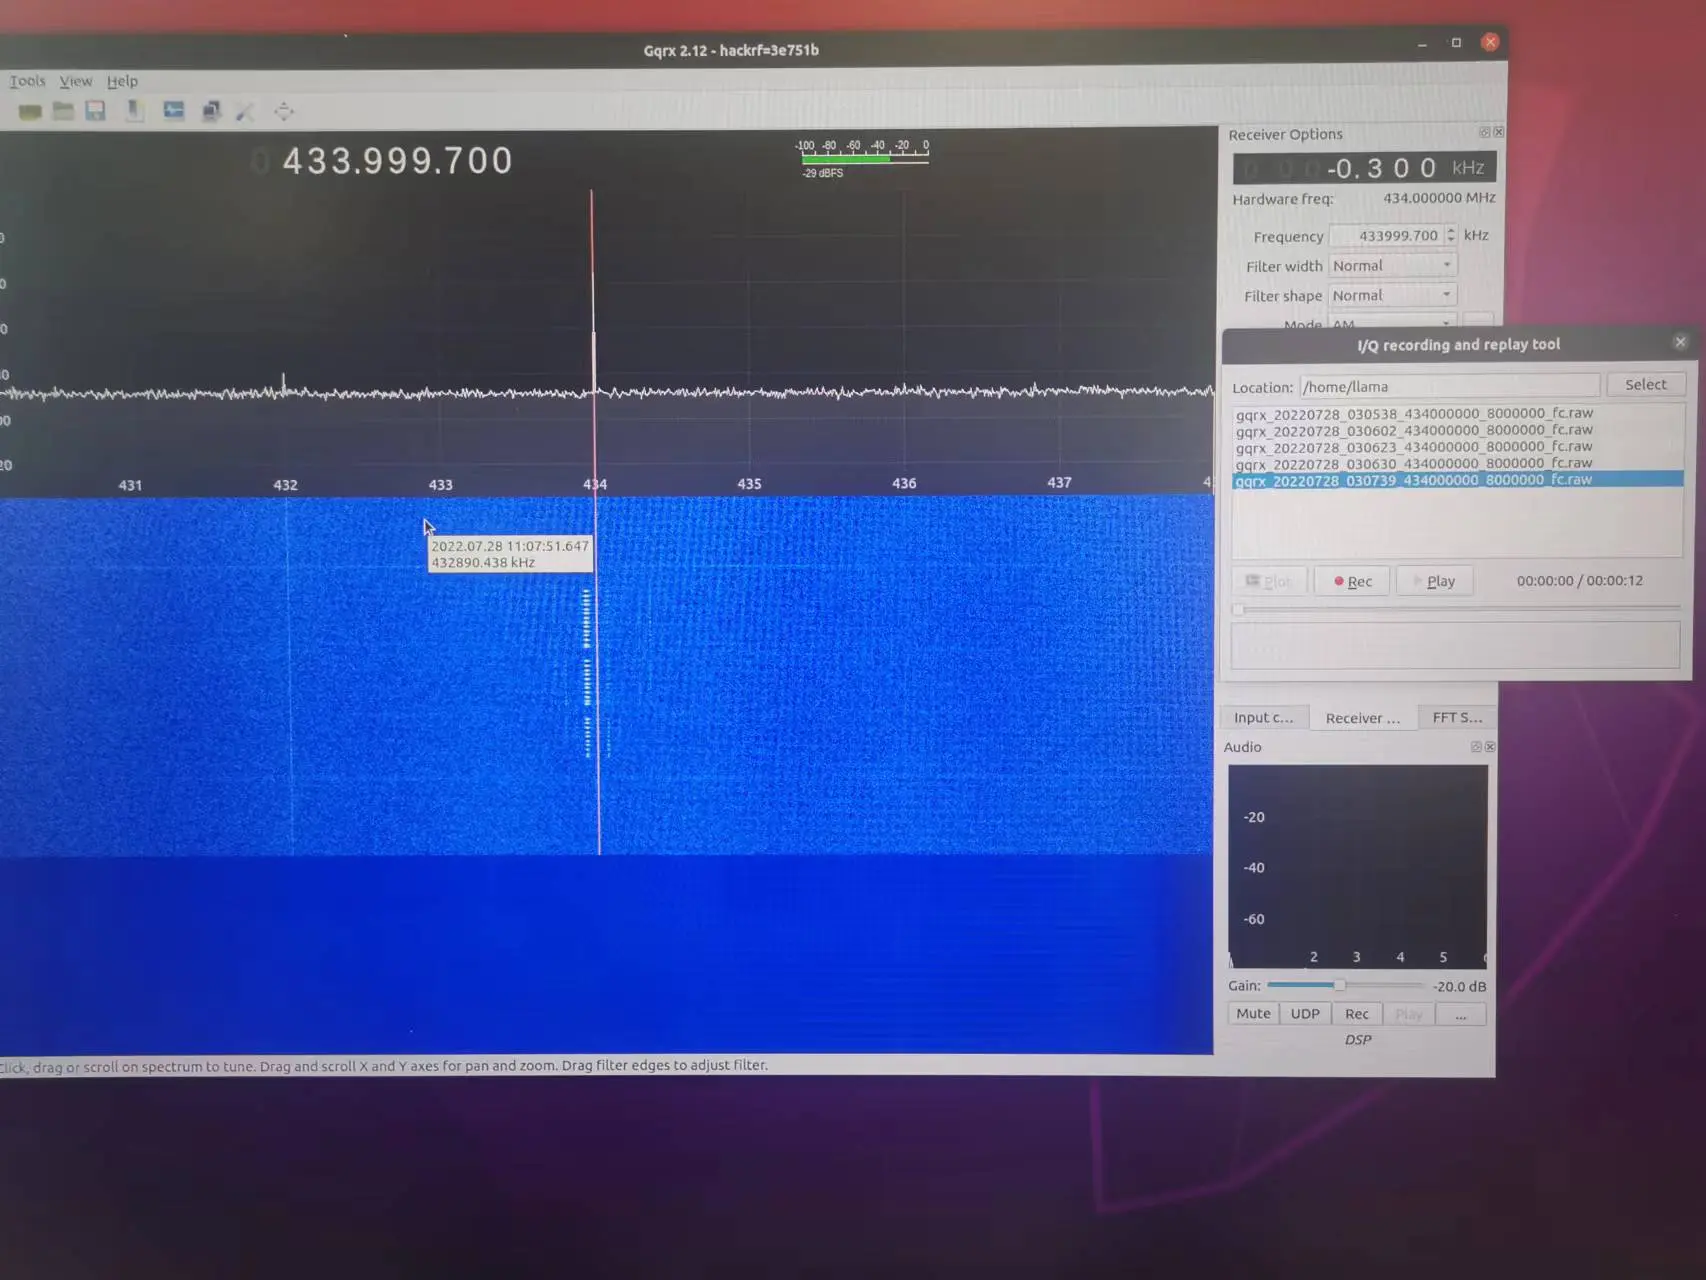 Gqrx 2.12 - hackrf=3e751b
Tools View Help
433.999.700
-100 -80 -60 -40 -20 0
-29 dBFS
431 432 433 434 435 436 437
2022.07.28 11:07:51.647
432890.438 kHz
Click, drag or scroll on spectrum to tune. Drag and scroll X and Y axes for pan and zoom. Drag filter edges to adjust filter.
Receiver Options
-0.300 kHz
Hardware freq: 434.000000 MHz
Frequency 433999.700 kHz
Filter width Normal
Filter shape Normal
Mode AM
I/Q recording and replay tool
Location: /home/llama Select
gqrx_20220728_030538_434000000_8000000_fc.raw
gqrx_20220728_030602_434000000_8000000_fc.raw
gqrx_20220728_030623_434000000_8000000_fc.raw
gqrx_20220728_030630_434000000_8000000_fc.raw
gqrx_20220728_030739_434000000_8000000_fc.raw
Plot Rec Play 00:00:00 / 00:00:12
Input c... Receiver ... FFT S...
Audio
-20
-40
-60
2 3 4 5
Gain: -20.0 dB
Mute UDP Rec Play ...
DSP